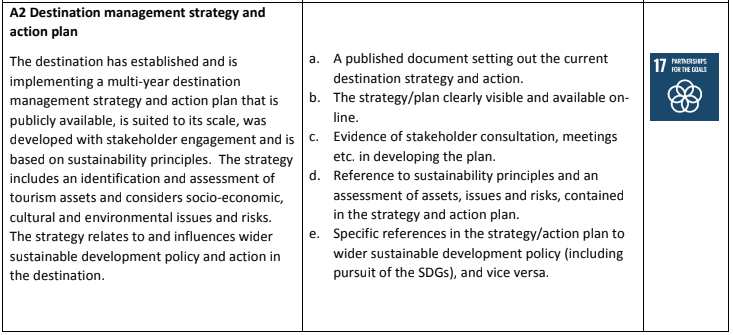 A2 Destination management strategy and
action plan
The destination has established and is
implementing a multi-year destination
management strategy and action plan that is
publicly available, is suited to its scale, was
developed with stakeholder engagement and is
based on sustainability principles. The strategy
includes an identification and assessment of
tourism assets and considers socio-economic,
cultural and environmental issues and risks.
The strategy relates to and influences wider
sustainable development policy and action in
the destination.
a. A published document setting out the current
destination strategy and action.
b. The strategy/plan clearly visible and available on-
line.
c. Evidence of stakeholder consultation, meetings
etc. in developing the plan.
d. Reference to sustainability principles and an
assessment of assets, issues and risks, contained
in the strategy and action plan.
e. Specific references in the strategy/action plan to
wider sustainable development policy (including
pursuit of the SDGs), and vice versa.
17 PARTNERSHIPS
FOR THE GOALS